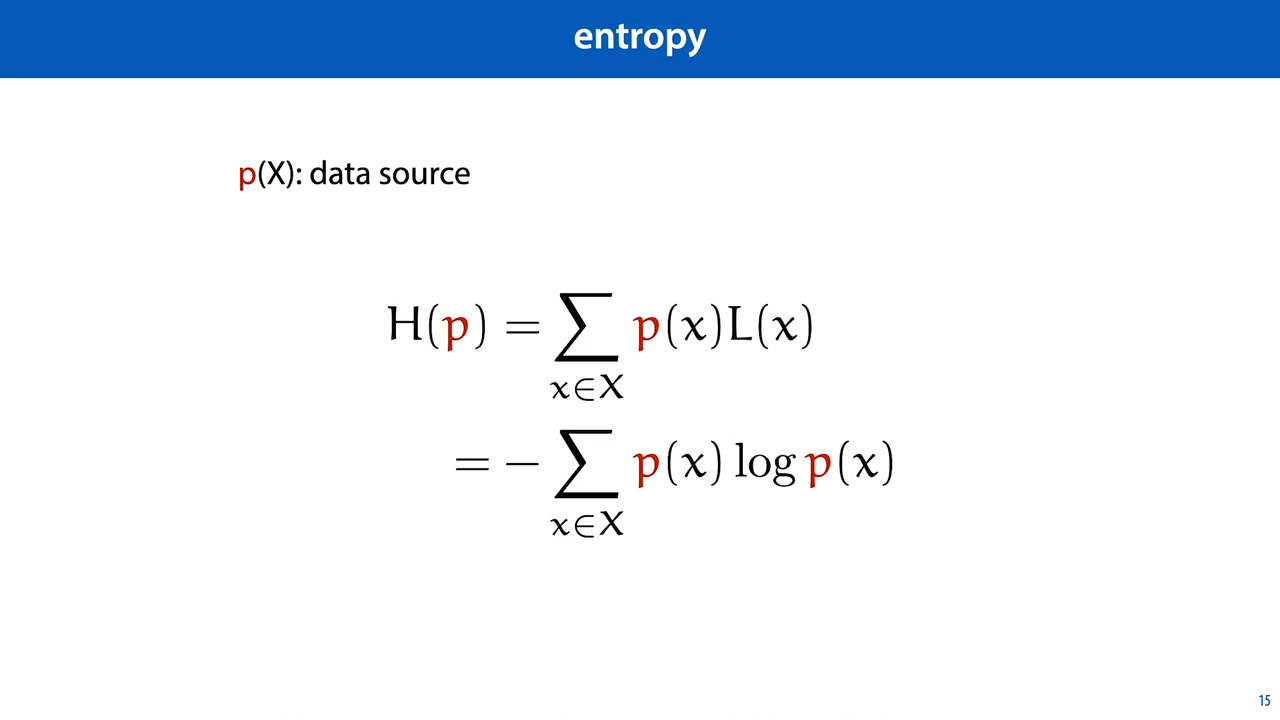 entropy
p(X): data source
H(p) = ∑ p(x)L(x)
x∈X
= − ∑ p(x) log p(x)
x∈X
15